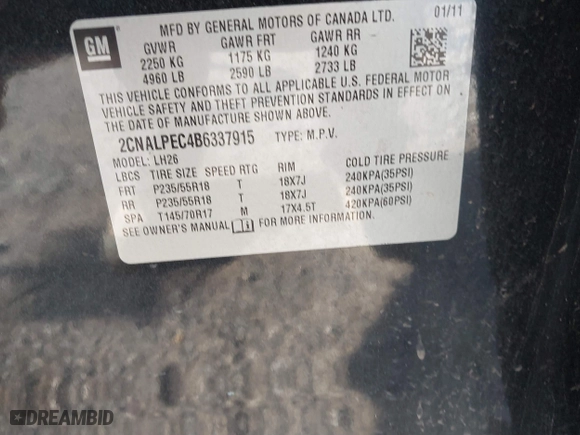 GM
MFD BY GENERAL MOTORS OF CANADA LTD. 01/11
GVWR GAWR FRT GAWR RR
2250 KG 1175 KG 1240 KG
4960 LB 2590 LB 2733 LB
THIS VEHICLE CONFORMS TO ALL APPLICABLE U.S. FEDERAL MOTOR
VEHICLE SAFETY AND THEFT PREVENTION STANDARDS IN EFFECT ON
THE DATE OF MANUFACTURE SHOWN ABOVE.
2CNALPEC4B6337915 TYPE: M.P.V.
MODEL: LH26
LBCS TIRE SIZE SPEED RTG RIM COLD TIRE PRESSURE
FRT P235/55R18 T 18X7J 240KPA(35PSI)
RR P235/55R18 T 18X7J 240KPA(35PSI)
SPA T145/70R17 M 17X4.5T 420KPA(60PSI)
SEE OWNER'S MANUAL FOR MORE INFORMATION.
DREAMBID